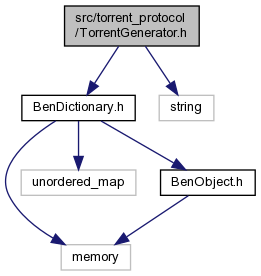 src/torrent_protocol
/TorrentGenerator.h
BenDictionary.h
string
unordered_map
BenObject.h
memory